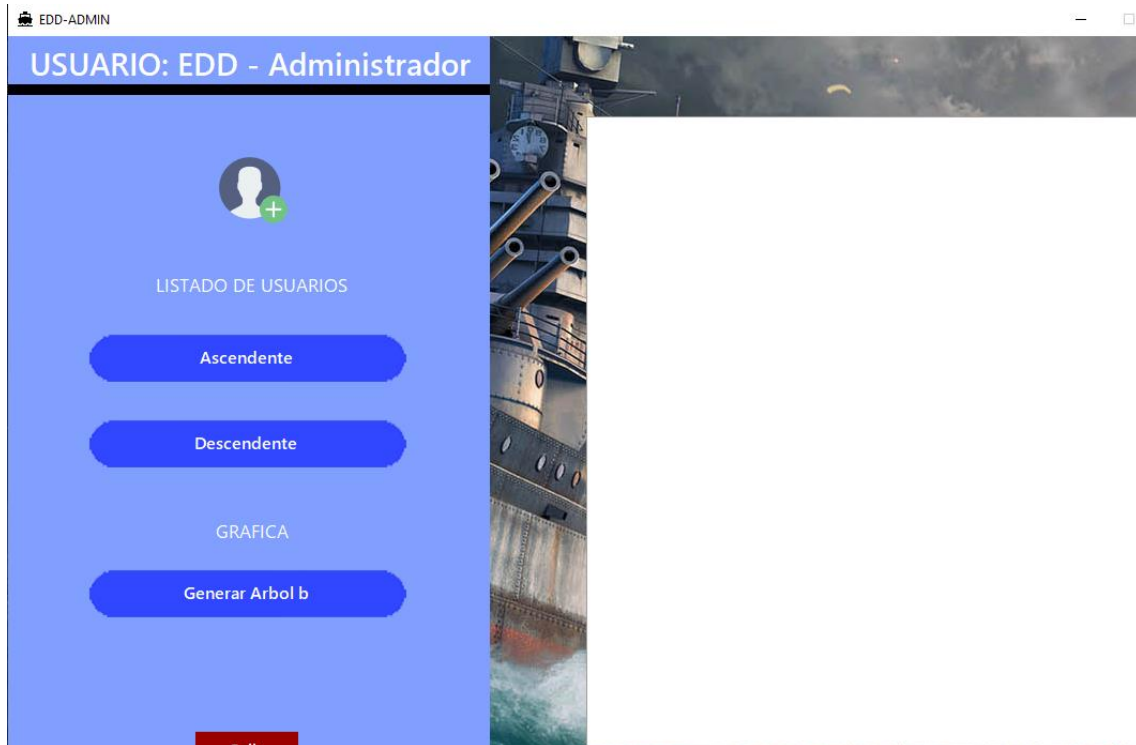 EDD-ADMIN
USUARIO: EDD - Administrador
LISTADO DE USUARIOS
Ascendente
Descendente
GRAFICA
Generar Arbol b